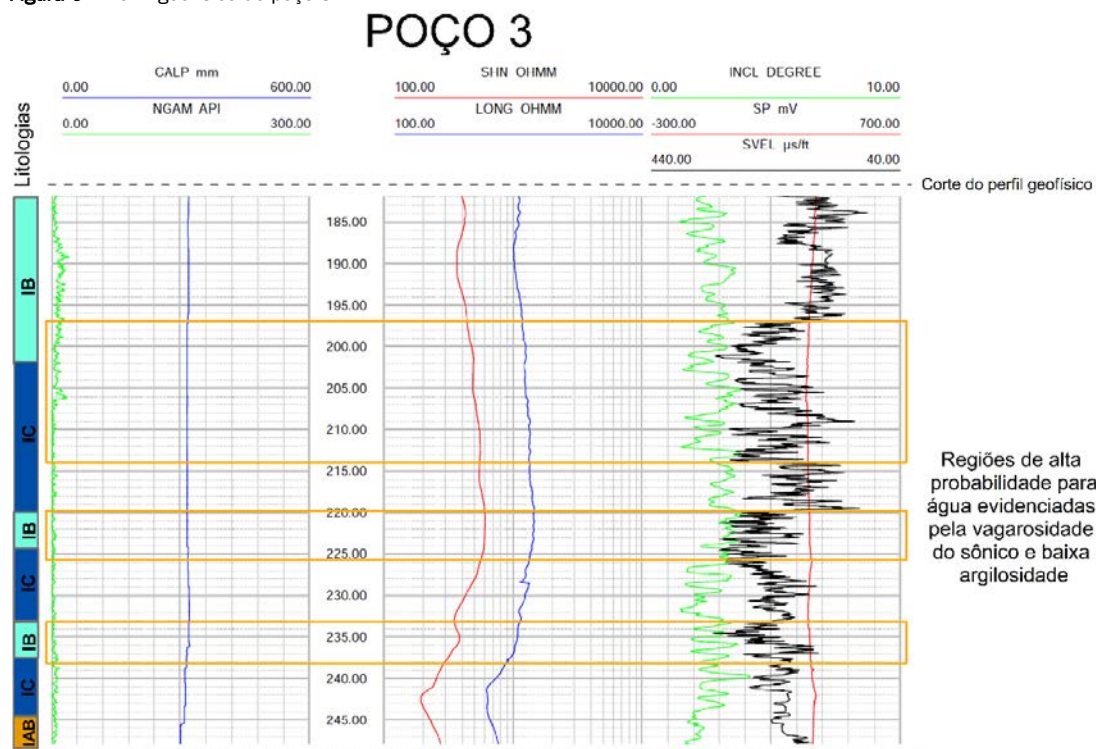 POÇO 3
CALP mm
0.00 600.00
NGAM API
0.00 300.00
SHN OHMM
100.00 10000.00
LONG OHMM
100.00 10000.00
INCL DEGREE
0.00 10.00
SP mV
-300.00 700.00
SVEL µs/ft
440.00 40.00
Litologias
Corte do perfil geofísico
IB
IC
IB
IC
IB
IC
IAB
185.00
190.00
195.00
200.00
205.00
210.00
215.00
220.00
225.00
230.00
235.00
240.00
245.00
Regiões de alta
probabilidade para
água evidenciadas
pela vagarosidade
do sônico e baixa
argilosidade